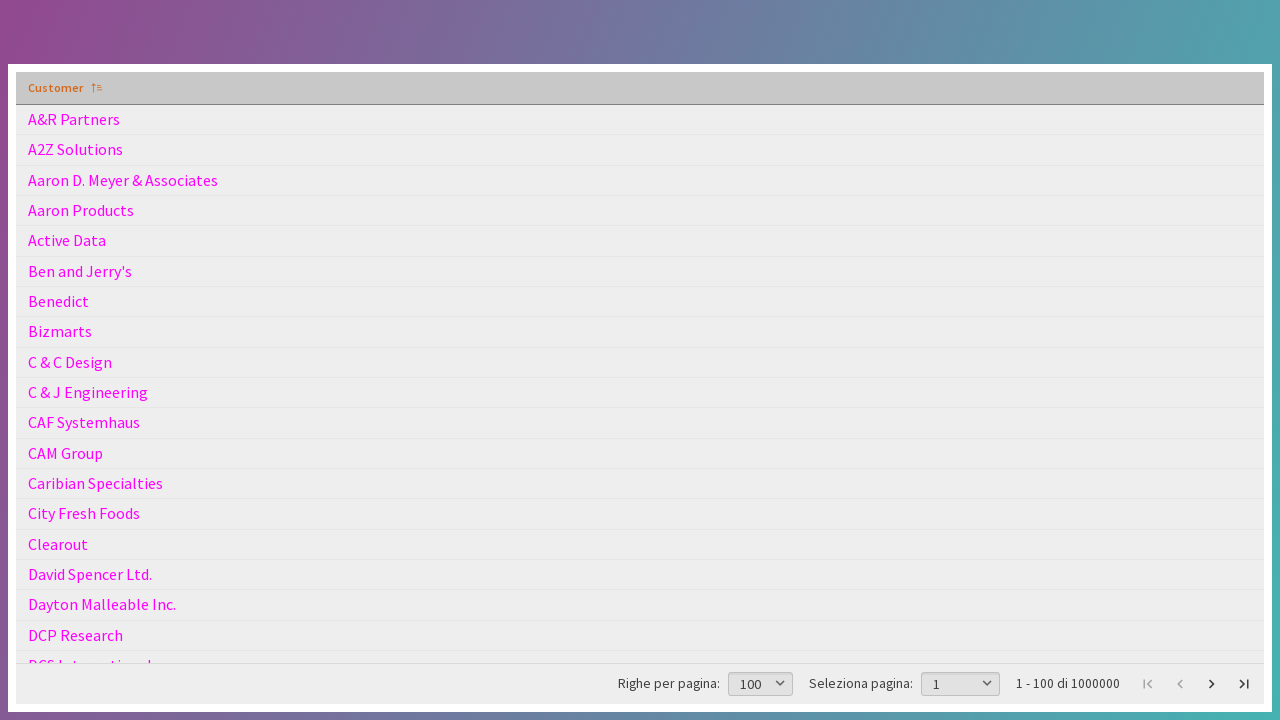 Customer
A&R Partners
A2Z Solutions
Aaron D. Meyer & Associates
Aaron Products
Active Data
Ben and Jerry's
Benedict
Bizmarts
C & C Design
C & J Engineering
CAF Systemhaus
CAM Group
Caribian Specialties
City Fresh Foods
Clearout
David Spencer Ltd.
Dayton Malleable Inc.
DCP Research
Righe per pagina: 100 Seleziona pagina: 1 1 - 100 di 1000000